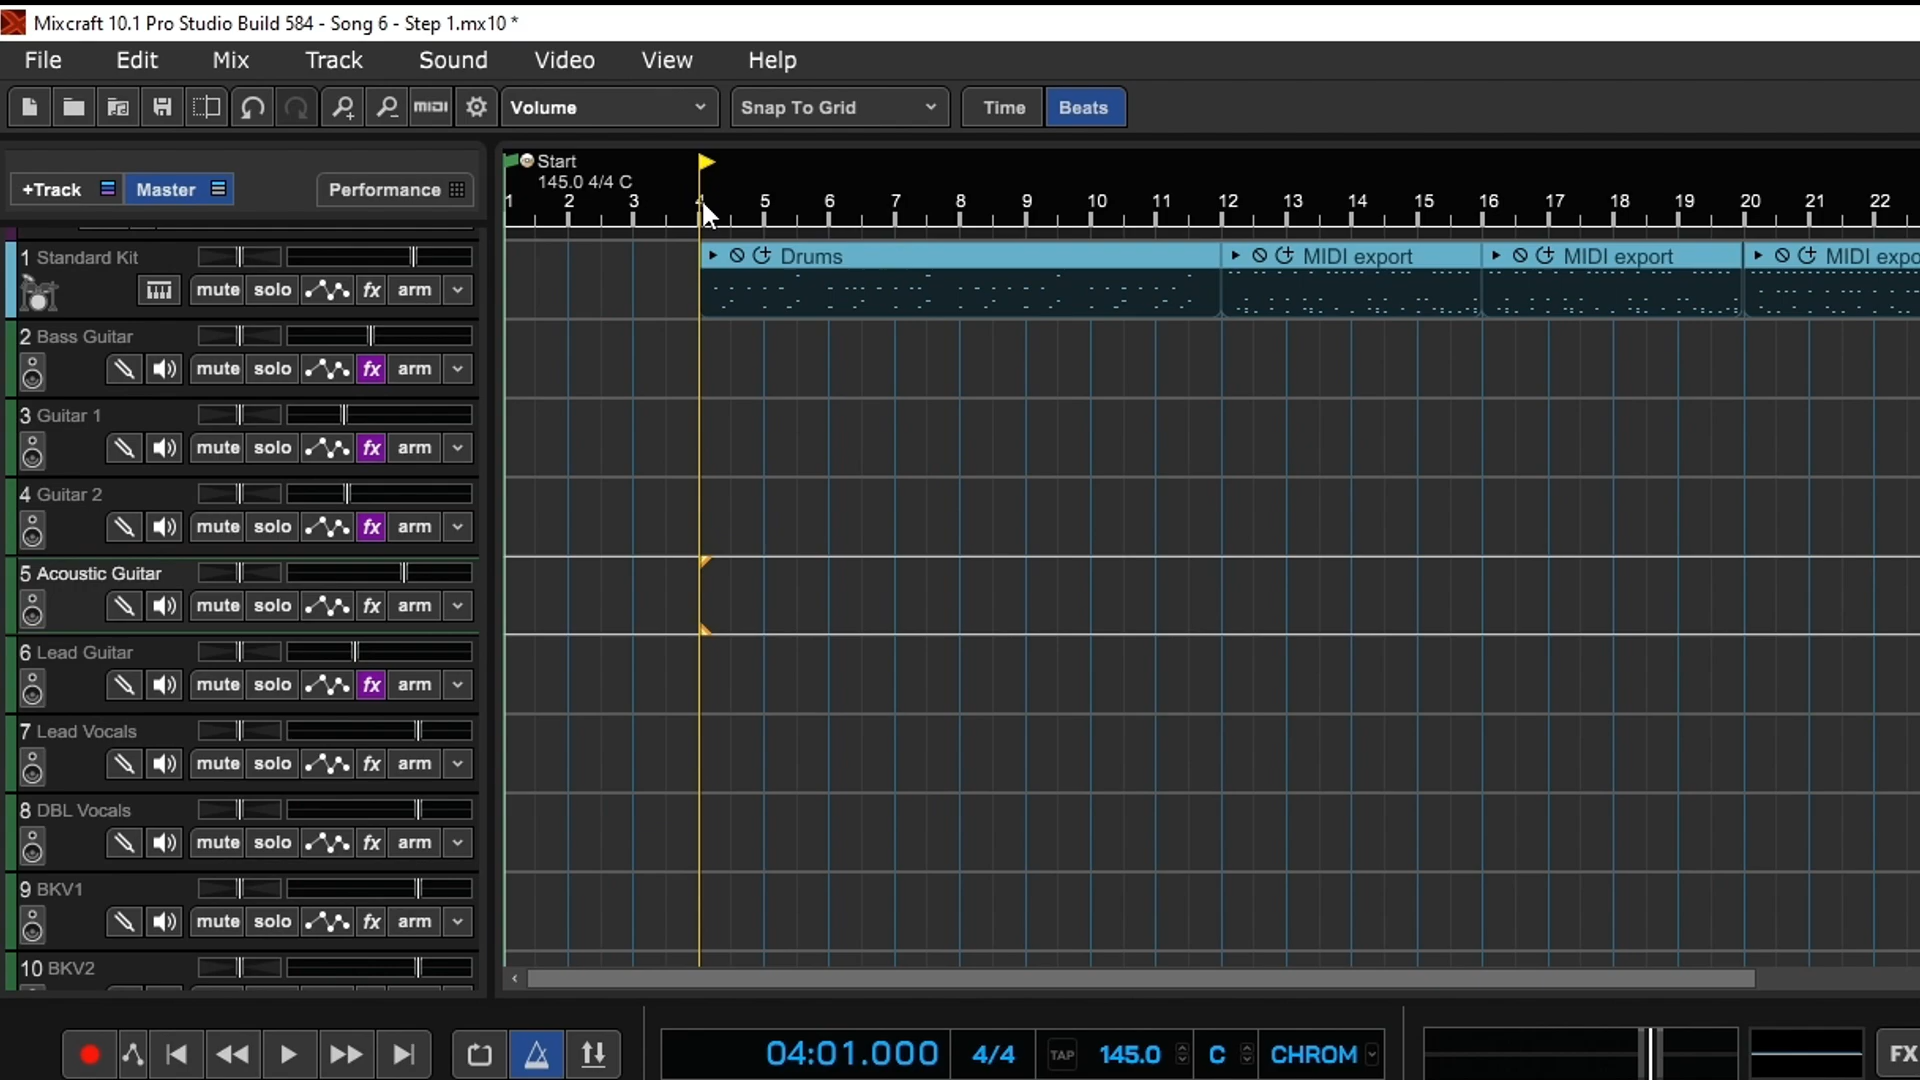 Mixcraft 10.1 Pro Studio Build 584 - Song 6 - Step 1.mx10 *
File Edit Mix Track Sound Video View Help
MIDI Volume Snap To Grid Time Beats
+Track Master Performance
Start
145.0 4/4 C
1 2 3 4 5 6 7 8 9 10 11 12 13 14 15 16 17 18 19 20 21 22
1 Standard Kit
mute solo fx arm
Drums MIDI export MIDI export MIDI expo
2 Bass Guitar
mute solo fx arm
3 Guitar 1
mute solo fx arm
4 Guitar 2
mute solo fx arm
5 Acoustic Guitar
mute solo fx arm
6 Lead Guitar
mute solo fx arm
7 Lead Vocals
mute solo fx arm
8 DBL Vocals
mute solo fx arm
9 BKV1
mute solo fx arm
10 BKV2
04:01.000 4/4 TAP 145.0 C CHROM FX